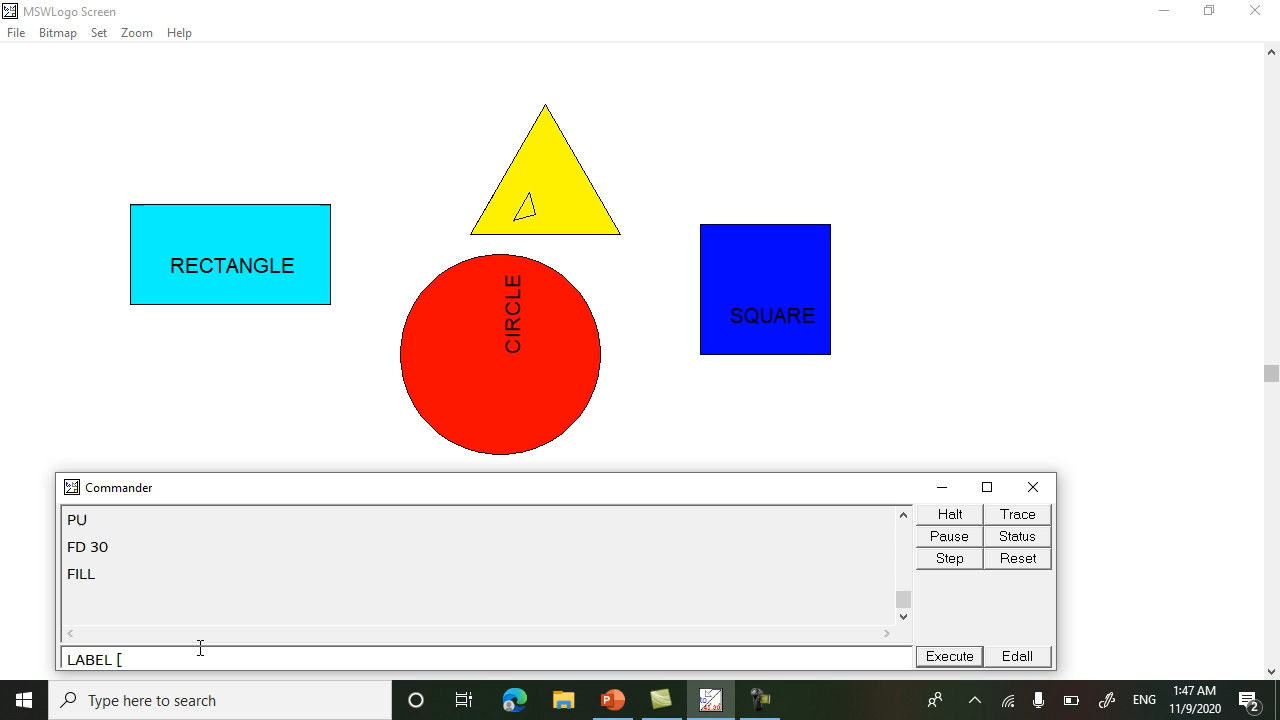 MSWLogo Screen
File Bitmap Set Zoom Help
RECTANGLE
CIRCLE
SQUARE
Commander
PU
FD 30
FILL
LABEL [
Halt Trace
Pause Status
Step Reset
Execute Edall
Type here to search
ENG
1:47 AM
11/9/2020
2